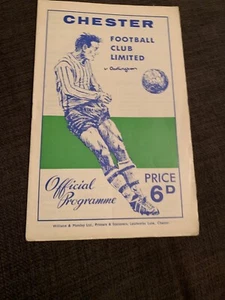 CHESTER
FOOTBALL
CLUB
LIMITED
v Darlington
Official
Programme
PRICE
6D